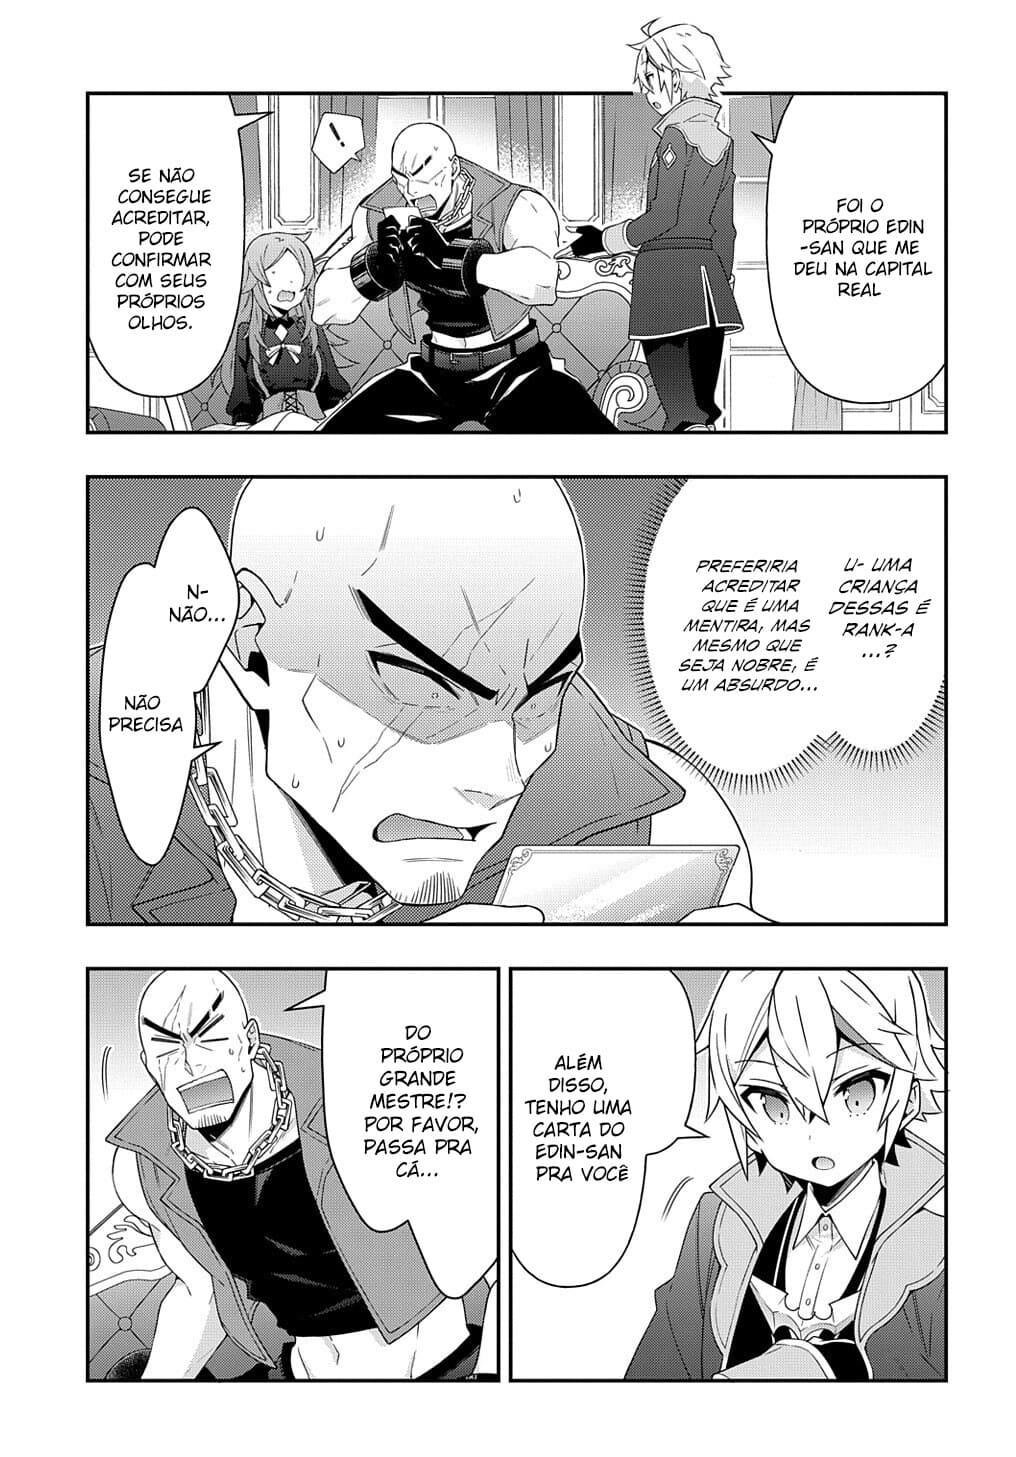 FOI O
PRÓPRIO EDIN
-SAN QUE ME
DEU NA CAPITAL
REAL
!
SE NÃO
CONSEGUE
ACREDITAR,
PODE
CONFIRMAR
COM SEUS
PRÓPRIOS
OLHOS.
U- UMA
CRIANÇA
DESSAS É
RANK-A
...?
PREFERIRIA
ACREDITAR
QUE É UMA
MENTIRA, MAS
MESMO QUE
SEJA NOBRE, É
UM ABSURDO...
N-
NÃO...
NÃO
PRECISA
ALÉM
DISSO,
TENHO UMA
CARTA DO
EDIN-SAN
PRA VOCÊ
DO
PRÓPRIO
GRANDE
MESTRE!?
POR FAVOR,
PASSA PRA
CÁ...